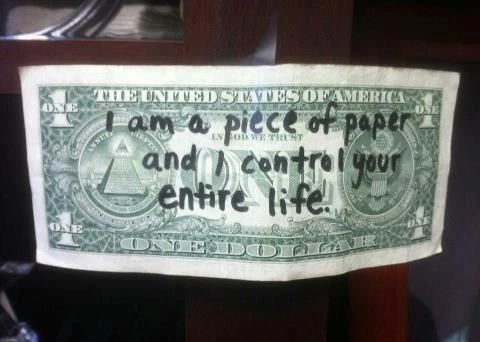 THE UNITED STATES OF AMERICA
ONE
ONE
I am a piece of paper
IN GOD WE TRUST
and I control your
ONE
entire life.
ONE
ONE
ONE DOLLAR